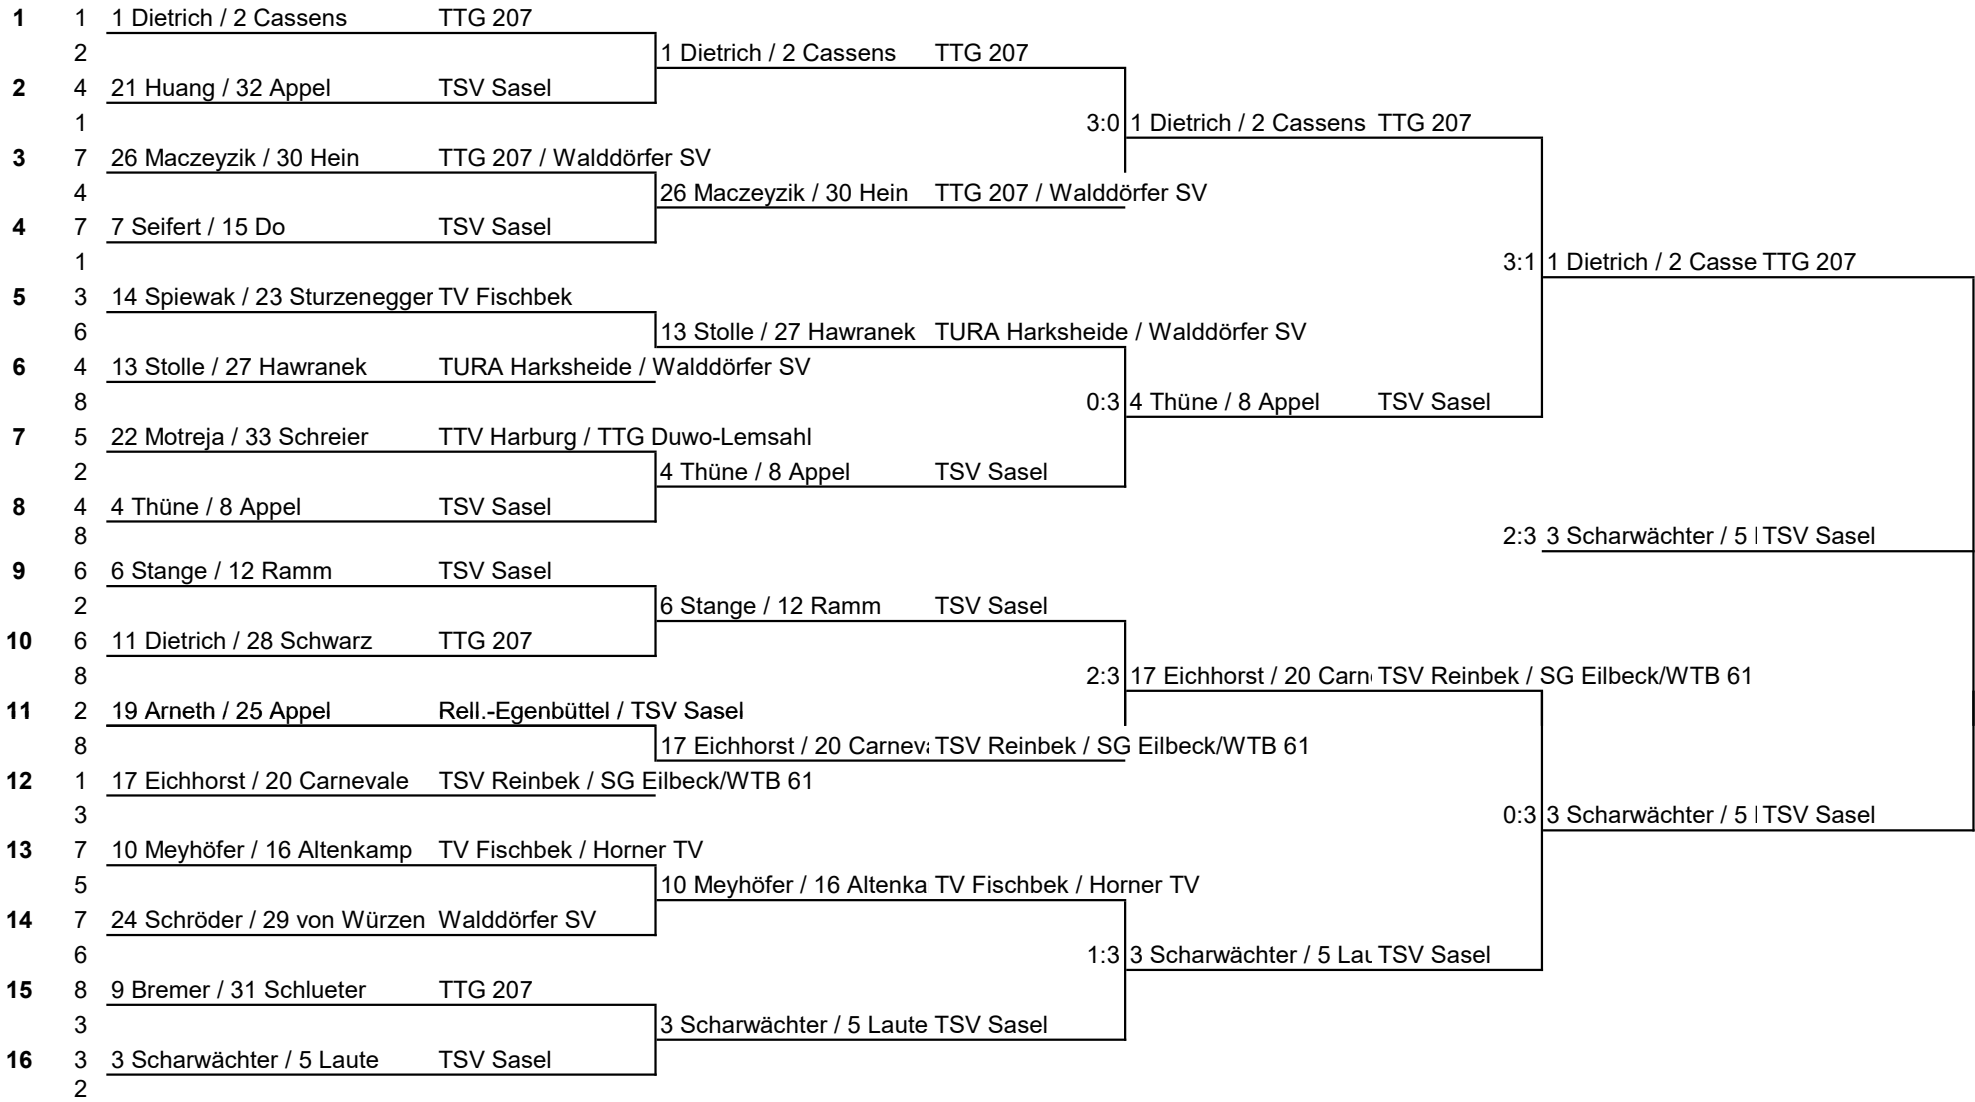 1 1 1 Dietrich / 2 Cassens TTG 207
2 1 Dietrich / 2 Cassens TTG 207
2 4 21 Huang / 32 Appel TSV Sasel
1 3:0 1 Dietrich / 2 Cassens TTG 207
3 7 26 Maczeyzik / 30 Hein TTG 207 / Walddörfer SV
4 26 Maczeyzik / 30 Hein TTG 207 / Walddörfer SV
4 7 7 Seifert / 15 Do TSV Sasel
1 3:1 1 Dietrich / 2 Casse TTG 207
5 3 14 Spiewak / 23 Sturzenegger TV Fischbek
6 13 Stolle / 27 Hawranek TURA Harksheide / Walddörfer SV
6 4 13 Stolle / 27 Hawranek TURA Harksheide / Walddörfer SV
8 0:3 4 Thüne / 8 Appel TSV Sasel
7 5 22 Motreja / 33 Schreier TTV Harburg / TTG Duwo-Lemsahl
2 4 Thüne / 8 Appel TSV Sasel
8 4 4 Thüne / 8 Appel TSV Sasel
8 2:3 3 Scharwächter / 5 TSV Sasel
9 6 6 Stange / 12 Ramm TSV Sasel
2 6 Stange / 12 Ramm TSV Sasel
10 6 11 Dietrich / 28 Schwarz TTG 207
8 2:3 17 Eichhorst / 20 Carn TSV Reinbek / SG Eilbeck/WTB 61
11 2 19 Arneth / 25 Appel Rell.-Egenbüttel / TSV Sasel
8 17 Eichhorst / 20 Carnev TSV Reinbek / SG Eilbeck/WTB 61
12 1 17 Eichhorst / 20 Carnevale TSV Reinbek / SG Eilbeck/WTB 61
3 0:3 3 Scharwächter / 5 TSV Sasel
13 7 10 Meyhöfer / 16 Altenkamp TV Fischbek / Horner TV
5 10 Meyhöfer / 16 Altenka TV Fischbek / Horner TV
14 7 24 Schröder / 29 von Würzen Walddörfer SV
6 1:3 3 Scharwächter / 5 Lau TSV Sasel
15 8 9 Bremer / 31 Schlueter TTG 207
3 3 Scharwächter / 5 Laute TSV Sasel
16 3 3 Scharwächter / 5 Laute TSV Sasel
2